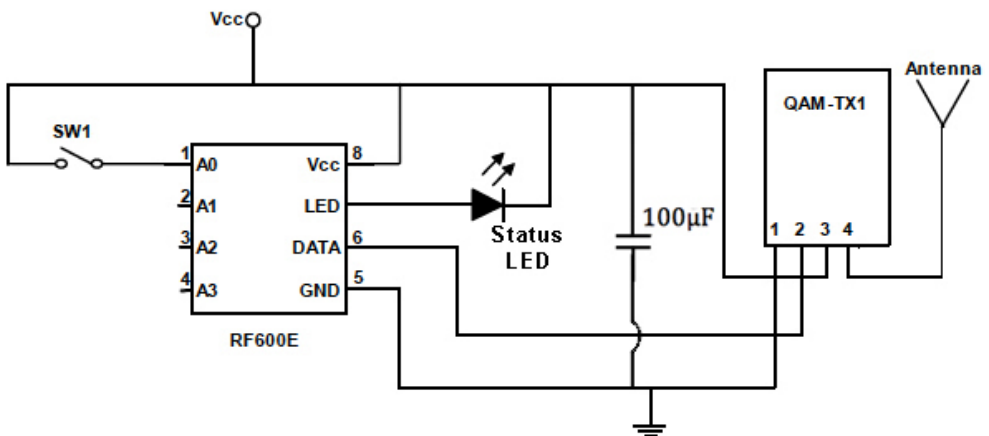 Vcc
Antenna
QAM-TX1
SW1
1 A0 Vcc 8
2 A1 LED
3 A2 DATA 6
4 A3 GND 5
RF600E
Status
LED
100µF
1 2 3 4